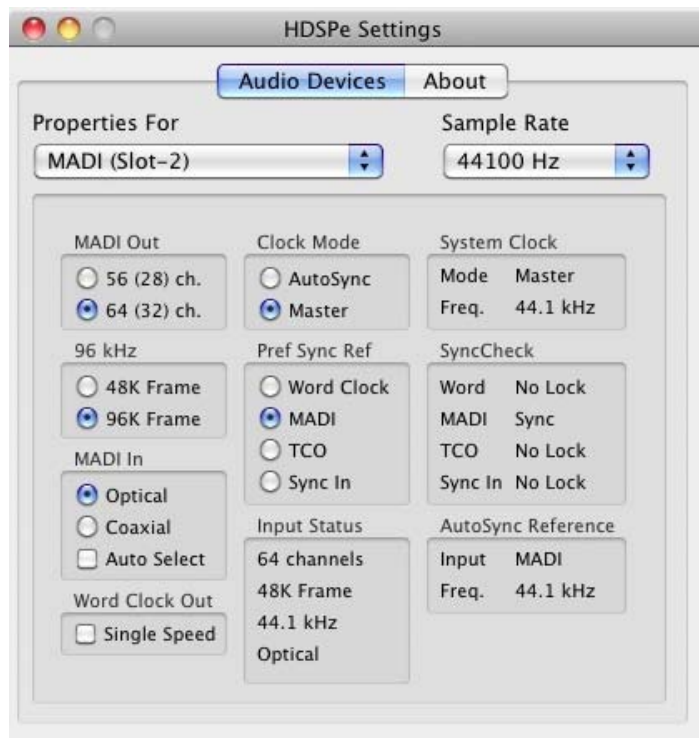 HDSPe Settings
Audio Devices
About
Properties For
Sample Rate
MADI (Slot-2)
44100 Hz
MADI Out
56 (28) ch.
64 (32) ch.
96 kHz
48K Frame
96K Frame
MADI In
Optical
Coaxial
Auto Select
Word Clock Out
Single Speed
Clock Mode
AutoSync
Master
Pref Sync Ref
Word Clock
MADI
TCO
Sync In
Input Status
64 channels
48K Frame
44.1 kHz
Optical
System Clock
Mode Master
Freq. 44.1 kHz
SyncCheck
Word No Lock
MADI Sync
TCO No Lock
Sync In No Lock
AutoSync Reference
Input MADI
Freq. 44.1 kHz